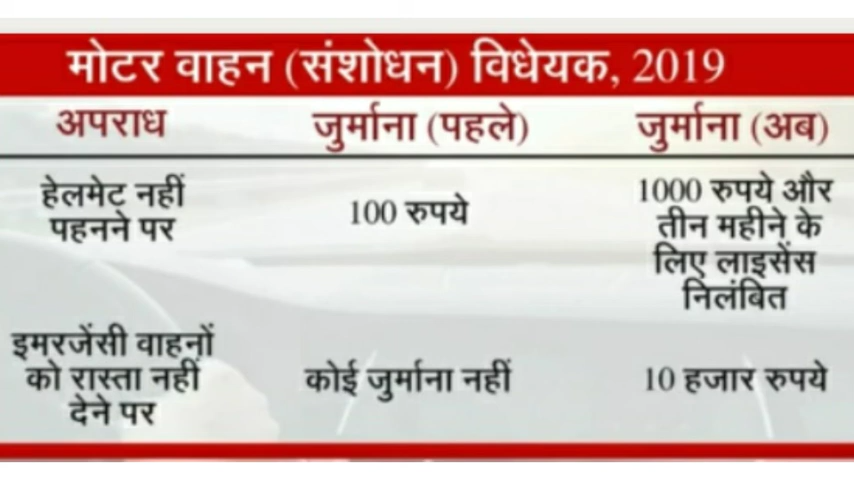 मोटर वाहन (संशोधन) विधेयक, 2019
अपराध जुर्माना (पहले) जुर्माना (अब)
हेलमेट नहीं
पहनने पर
100 रुपये
1000 रुपये और
तीन महीने के
लिए लाइसेंस
निलंबित
इमरजेंसी वाहनों
को रास्ता नहीं
देने पर
कोई जुर्माना नहीं
10 हजार रुपये